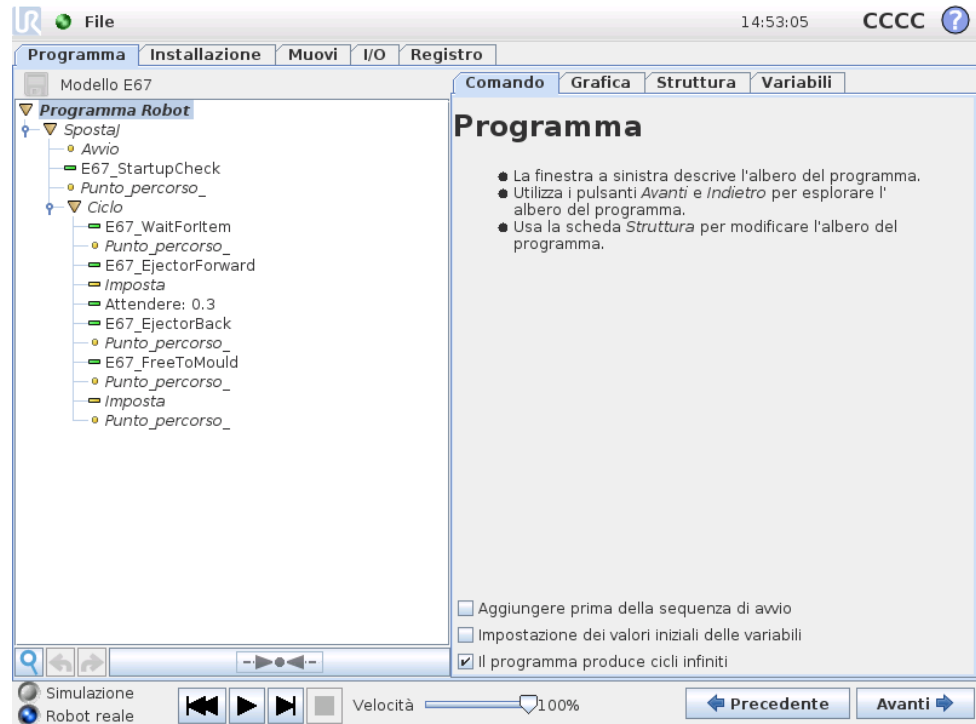 UR File 14:53:05 CCCC ?
Programma Installazione Muovi I/O Registro
Modello E67
Programma Robot
SpostaJ
Avvio
E67_StartupCheck
Punto_percorso_
Ciclo
E67_WaitForItem
Punto_percorso_
E67_EjectorForward
Imposta
Attendere: 0.3
E67_EjectorBack
Punto_percorso_
E67_FreeToMould
Punto_percorso_
Imposta
Punto_percorso_
Comando Grafica Struttura Variabili
Programma
La finestra a sinistra descrive l'albero del programma.
Utilizza i pulsanti Avanti e Indietro per esplorare l'
albero del programma.
Usa la scheda Struttura per modificare l'albero del
programma.
Aggiungere prima della sequenza di avvio
Impostazione dei valori iniziali delle variabili
Il programma produce cicli infiniti
Simulazione
Robot reale
Velocità 100%
Precedente
Avanti